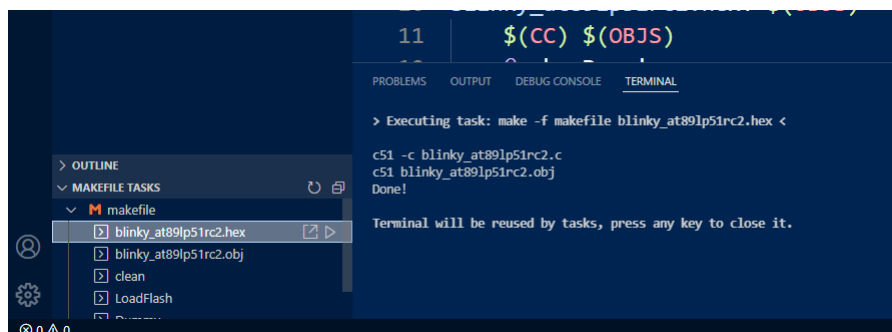 11 $(CC) $(OBJS)
PROBLEMS OUTPUT DEBUG CONSOLE TERMINAL
> Executing task: make -f makefile blinky_at89lp51rc2.hex <
c51 -c blinky_at89lp51rc2.c
c51 blinky_at89lp51rc2.obj
Done!
Terminal will be reused by tasks, press any key to close it.
OUTLINE
MAKEFILE TASKS
M makefile
blinky_at89lp51rc2.hex
blinky_at89lp51rc2.obj
clean
LoadFlash
0 0